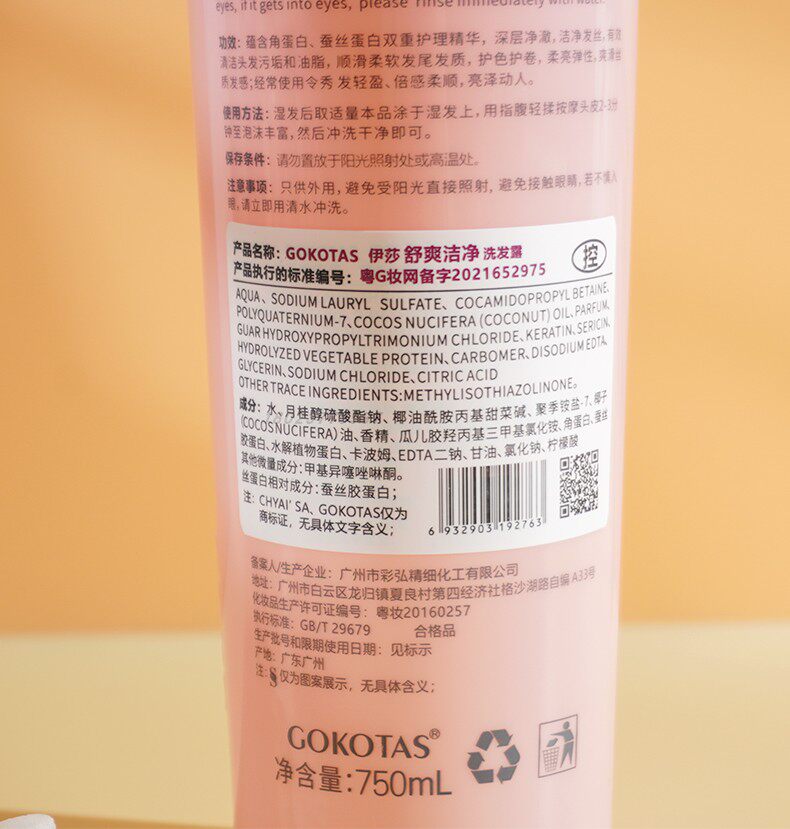 eyes, if it gets into eyes, please rinse immediately with water.
功效：蕴含角蛋白、蚕丝蛋白双重护理精华，深层净澈，洁净发丝，有效
清洁头发污垢和油脂，顺滑柔软发尾发质，护色护卷，柔亮弹性，爽滑丝
质发感；经常使用令秀发轻盈、倍感柔顺，亮泽动人。
使用方法：湿发后取适量本品涂于湿发上，用指腹轻揉按摩头皮2-3分
钟至泡沫丰富，然后冲洗干净即可。
保存条件：请勿置放于阳光照射处或高温处。
注意事项：只供外用，避免受阳光直接照射，避免接触眼睛，若不慎入
眼，请立即用清水冲洗。
产品名称：GOKOTAS 伊莎 舒爽洁净 洗发露
产品执行的标准编号：粤G妆网备字2021652975
控
AQUA、SODIUM LAURYL SULFATE、COCAMIDOPROPYL BETAINE、
POLYQUATERNIUM-7、COCOS NUCIFERA (COCONUT) OIL、PARFUM、
GUAR HYDROXYPROPYLTRIMONIUM CHLORIDE、KERATIN、SERICIN、
HYDROLYZED VEGETABLE PROTEIN、CARBOMER、DISODIUM EDTA、
GLYCERIN、SODIUM CHLORIDE、CITRIC ACID
OTHER TRACE INGREDIENTS:METHYLISOTHIAZOLINONE。
成分：水、月桂醇硫酸酯钠、椰油酰胺丙基甜菜碱、聚季铵盐-7、椰子
(COCOSNUCIFERA)油、香精、瓜儿胶羟丙基三甲基氯化铵、角蛋白、蚕丝
胶蛋白、水解植物蛋白、卡波姆、EDTA二钠、甘油、氯化钠、柠檬酸
其他微量成分：甲基异噻唑啉酮。
丝蛋白相对成分：蚕丝胶蛋白；
注：CHYAI' SA、GOKOTAS仅为
商标证，无具体文字含义；
6 932903 192763
备案人/生产企业：广州市彩弘精细化工有限公司
地址：广州市白云区龙归镇夏良村第四经济社格沙湖路自编A33号
化妆品生产许可证编号：粤妆20160257
执行标准：GB/T 29679 合格品
生产批号和限期使用日期：见标示
产地：广东广州
注：仅为图案展示，无具体含义；
GOKOTAS®
净含量：750mL